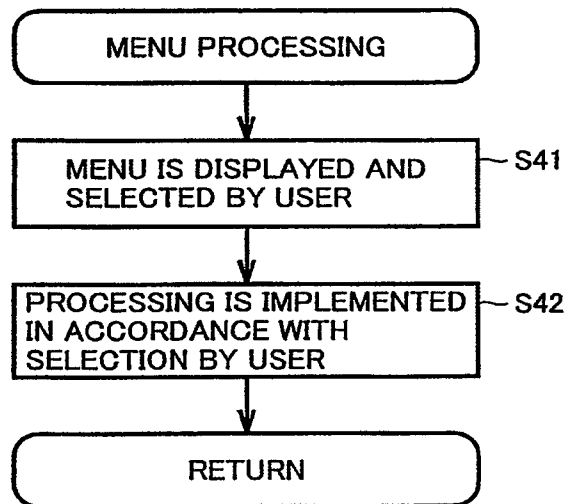 MENU PROCESSING
MENU IS DISPLAYED AND
SELECTED BY USER
S41
PROCESSING IS IMPLEMENTED
IN ACCORDANCE WITH
SELECTION BY USER
S42
RETURN